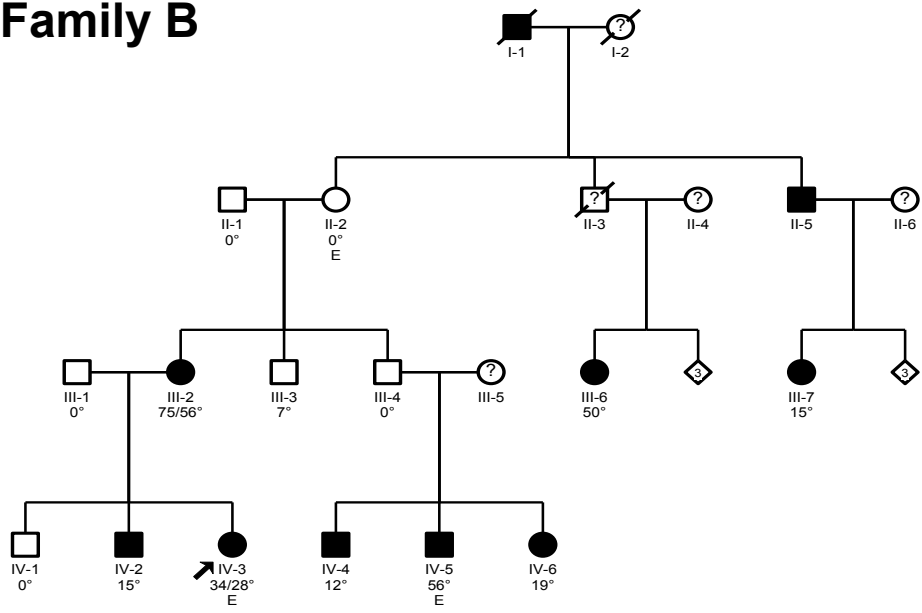 Family B
?
I-1 I-2
? ? ?
II-1 II-2 II-3 II-4 II-5 II-6
0° 0°
E
? 3 3
III-1 III-2 III-3 III-4 III-5 III-6 III-7
0° 75/56° 7° 0° 50° 15°
IV-1 IV-2 IV-3 IV-4 IV-5 IV-6
0° 15° 34/28° 12° 56° 19°
E E